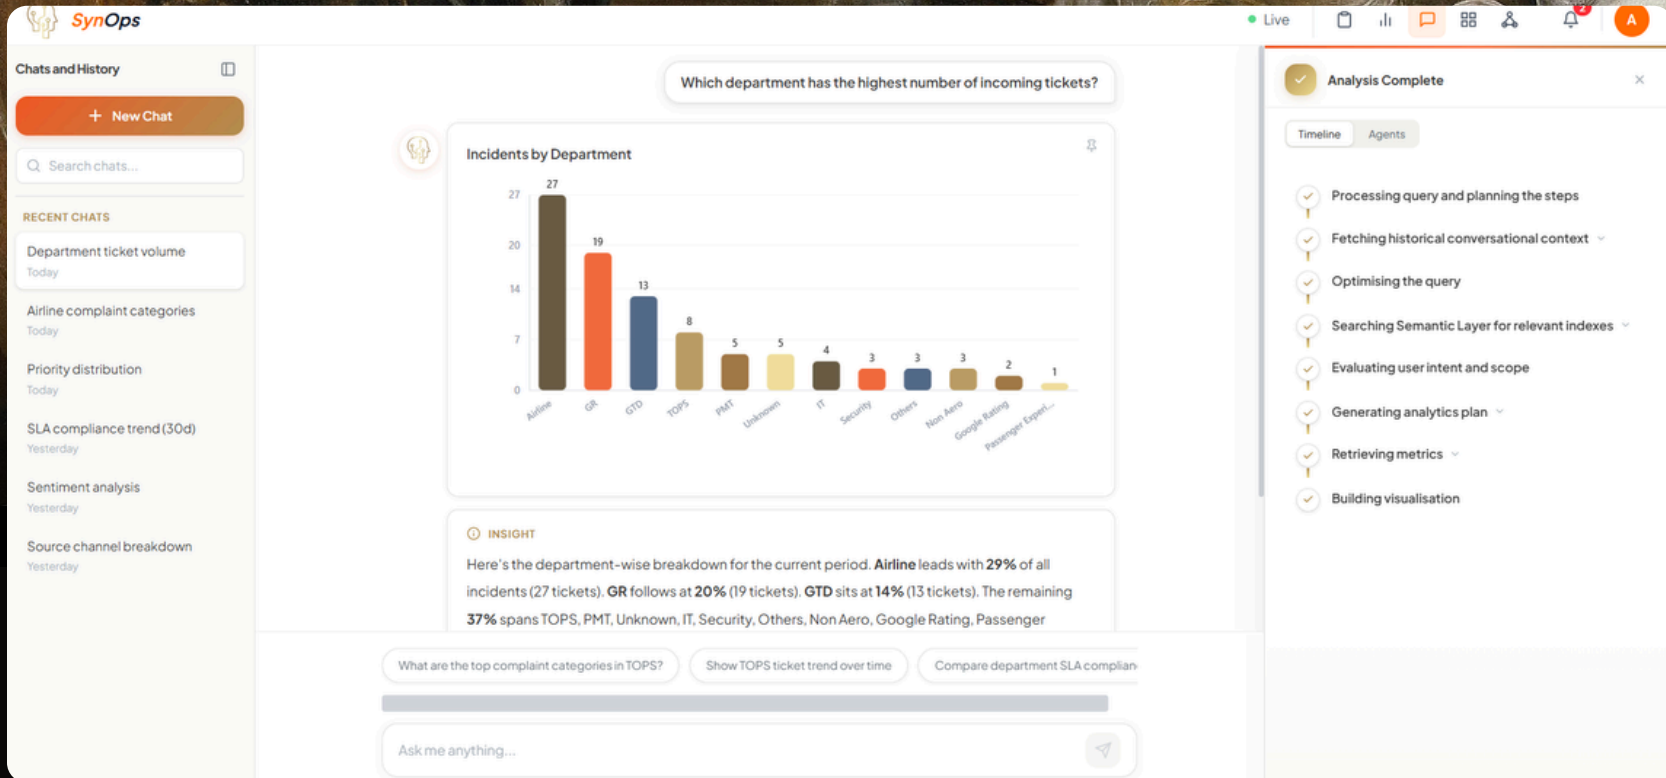 SynOps
Live
2
A
Chats and History
+ New Chat
Search chats...
RECENT CHATS
Department ticket volume
Today
Airline complaint categories
Today
Priority distribution
Today
SLA compliance trend (30d)
Yesterday
Sentiment analysis
Yesterday
Source channel breakdown
Yesterday
Which department has the highest number of incoming tickets?
Incidents by Department
27
20
14
7
0
27
19
13
8
5
5
4
3
3
3
2
1
Airline
GR
GTD
TOPS
PMT
Unknown
IT
Security
Others
Non Aero
Google Rating
Passenger Experi...
INSIGHT
Here's the department-wise breakdown for the current period. Airline leads with 29% of all
incidents (27 tickets). GR follows at 20% (19 tickets). GTD sits at 14% (13 tickets). The remaining
37% spans TOPS, PMT, Unknown, IT, Security, Others, Non Aero, Google Rating, Passenger
What are the top complaint categories in TOPS?
Show TOPS ticket trend over time
Compare department SLA complian
Ask me anything...
Analysis Complete
Timeline
Agents
Processing query and planning the steps
Fetching historical conversational context
Optimising the query
Searching Semantic Layer for relevant indexes
Evaluating user intent and scope
Generating analytics plan
Retrieving metrics
Building visualisation